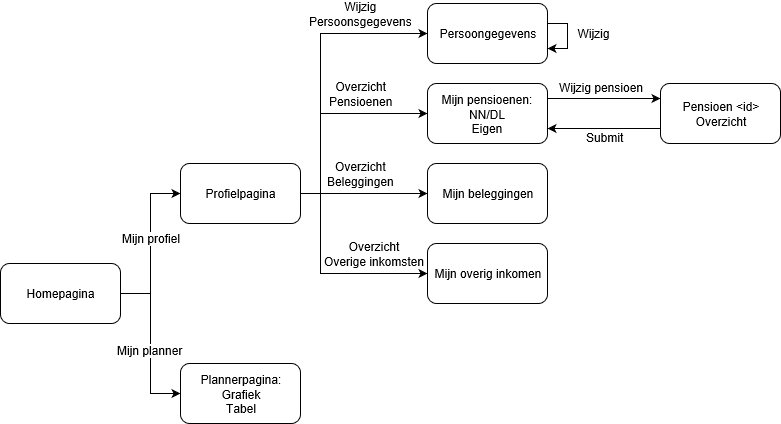 Wijzig
Persoonsgegevens
Persoongegevens
Wijzig
Overzicht
Pensioenen
Mijn pensioenen:
NN/DL
Eigen
Wijzig pensioen
Submit
Pensioen <id>
Overzicht
Overzicht
Beleggingen
Mijn beleggingen
Profielpagina
Mijn profiel
Overzicht
Overige inkomsten
Mijn overig inkomen
Homepagina
Mijn planner
Plannerpagina:
Grafiek
Tabel